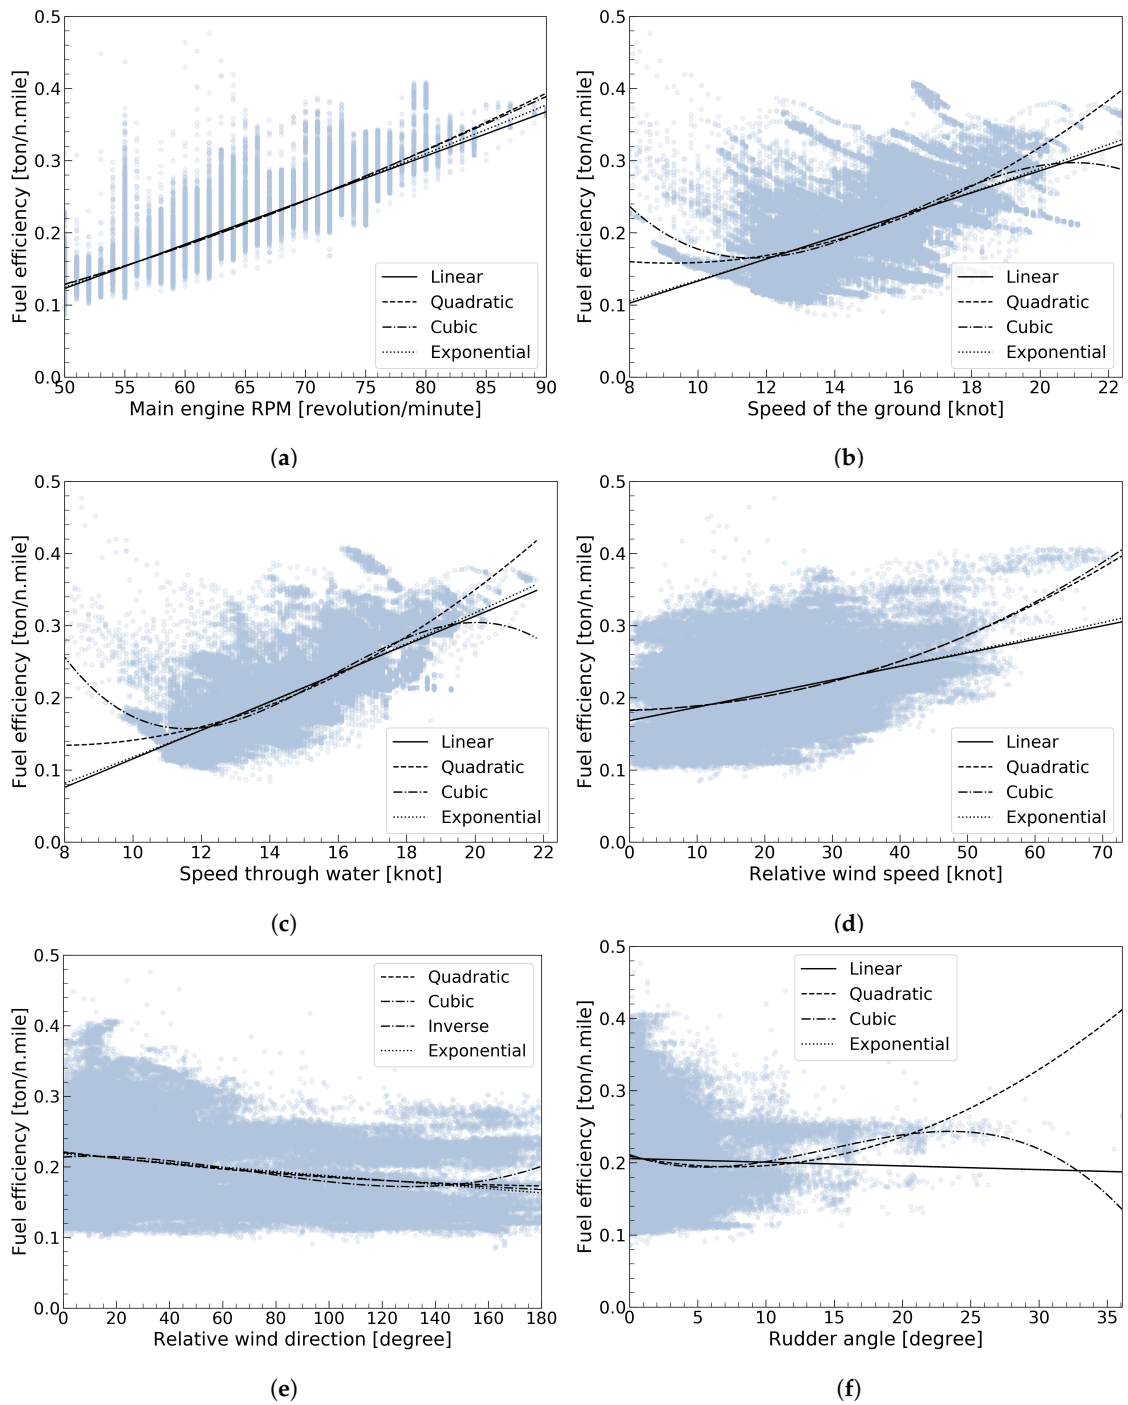 0.5
0.4
0.3
0.2
0.1
0.0
Fuel efficiency [ton/n.mile]
Linear
Quadratic
Cubic
Exponential
50 55 60 65 70 75 80 85 90
Main engine RPM [revolution/minute]
(a)
0.5
0.4
0.3
0.2
0.1
0.0
Fuel efficiency [ton/n.mile]
Linear
Quadratic
Cubic
Exponential
8 10 12 14 16 18 20 22
Speed of the ground [knot]
(b)
0.5
0.4
0.3
0.2
0.1
0.0
Fuel efficiency [ton/n.mile]
Linear
Quadratic
Cubic
Exponential
8 10 12 14 16 18 20 22
Speed through water [knot]
(c)
0.5
0.4
0.3
0.2
0.1
0.0
Fuel efficiency [ton/n.mile]
Linear
Quadratic
Cubic
Exponential
0 10 20 30 40 50 60 70
Relative wind speed [knot]
(d)
0.5
0.4
0.3
0.2
0.1
0.0
Fuel efficiency [ton/n.mile]
Quadratic
Cubic
Inverse
Exponential
0 20 40 60 80 100 120 140 160 180
Relative wind direction [degree]
(e)
0.5
0.4
0.3
0.2
0.1
0.0
Fuel efficiency [ton/n.mile]
Linear
Quadratic
Cubic
Exponential
0 5 10 15 20 25 30 35
Rudder angle [degree]
(f)